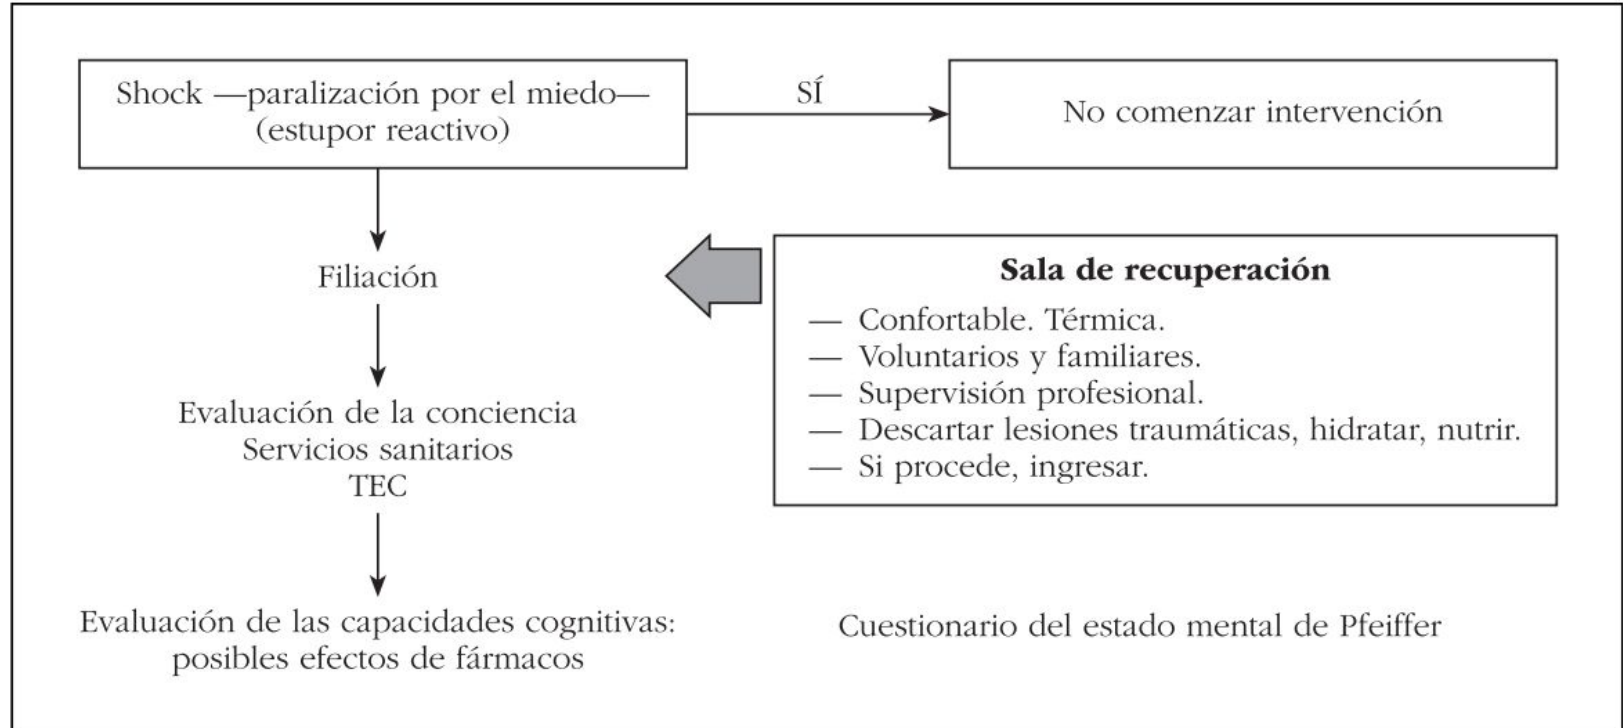 Shock —paralización por el miedo—
(estupor reactivo)
SÍ
No comenzar intervención
Filiación
Sala de recuperación
— Confortable. Térmica.
— Voluntarios y familiares.
— Supervisión profesional.
— Descartar lesiones traumáticas, hidratar, nutrir.
— Si procede, ingresar.
Evaluación de la conciencia
Servicios sanitarios
TEC
Evaluación de las capacidades cognitivas:
posibles efectos de fármacos
Cuestionario del estado mental de Pfeiffer